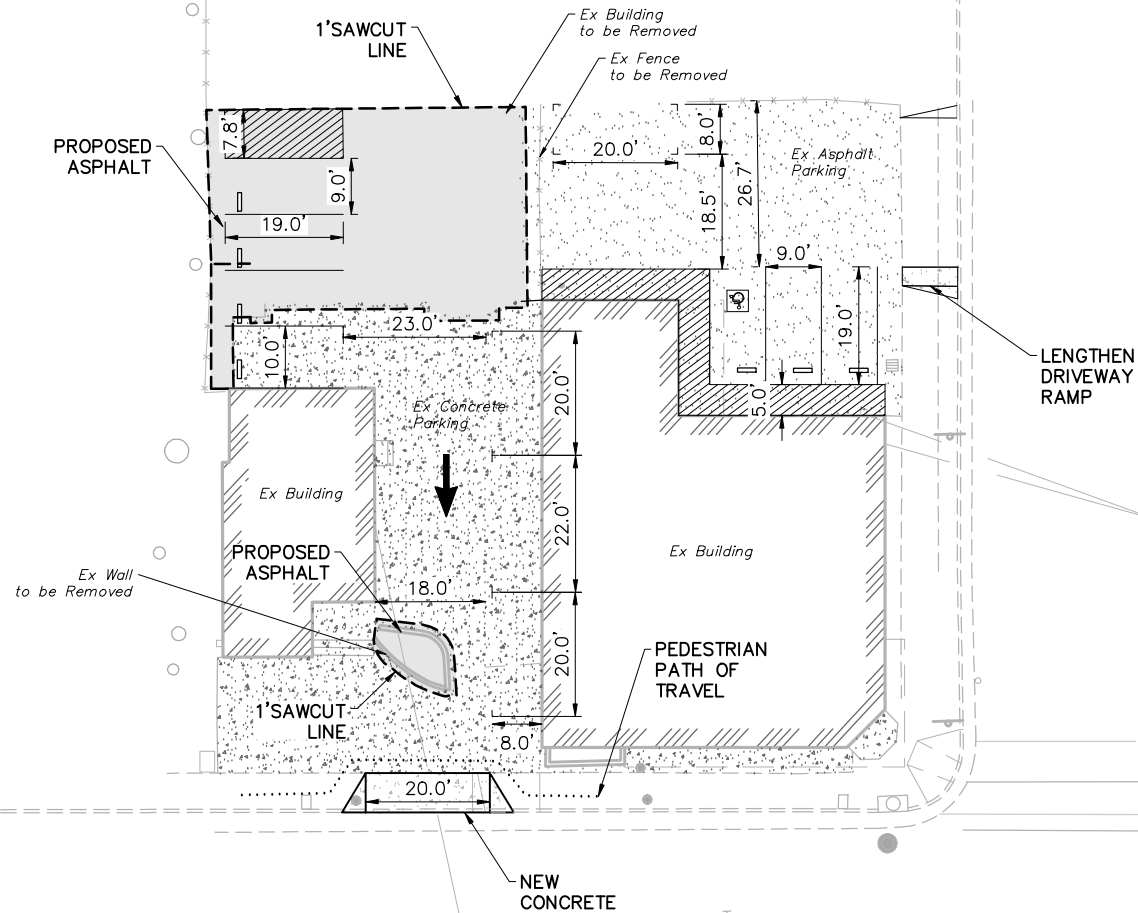 Ex Building
to be Removed
1'SAWCUT
LINE
Ex Fence
to be Removed
PROPOSED
ASPHALT
7.8'
9.0'
19.0'
20.0'
8.0'
18.5'
26.7'
Ex Asphalt
Parking
9.0'
19.0'
5.0'
LENGTHEN
DRIVEWAY
RAMP
23.0'
10.0'
20.0'
Ex Concrete
Parking
Ex Building
22.0'
Ex Building
PROPOSED
ASPHALT
Ex Wall
to be Removed
18.0'
20.0'
PEDESTRIAN
PATH OF
TRAVEL
1'SAWCUT
LINE
8.0'
20.0'
NEW
CONCRETE